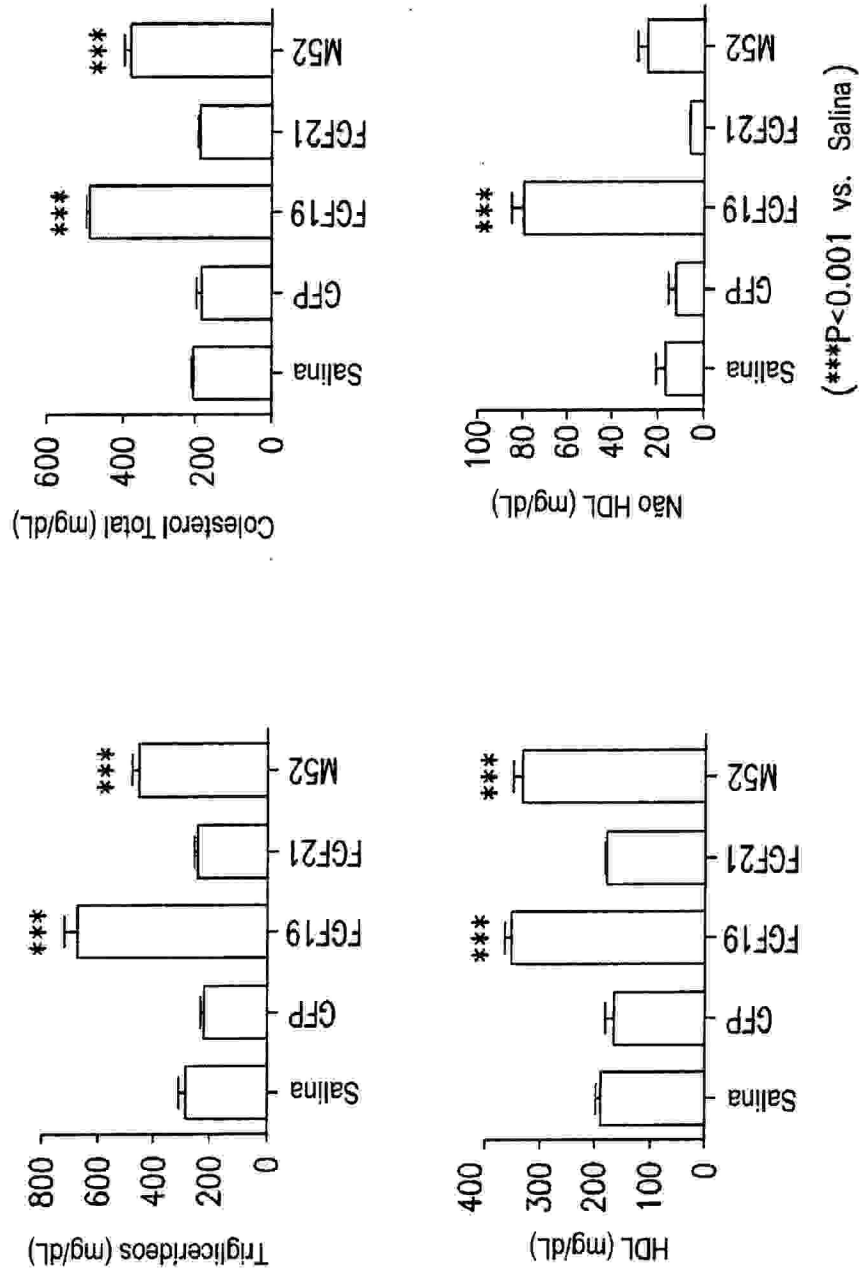 Triglicerídeos (mg/dL)
800
600
400
200
0
***
***
Salina
GFP
FGF19
FGF21
M52
Colesterol Total (mg/dL)
600
400
200
0
***
***
Salina
GFP
FGF19
FGF21
M52
HDL (mg/dL)
400
300
200
100
0
***
***
Salina
GFP
FGF19
FGF21
M52
Não HDL (mg/dL)
100
80
60
40
20
0
***
Salina
GFP
FGF19
FGF21
M52
(***P<0.001 vs. Salina )